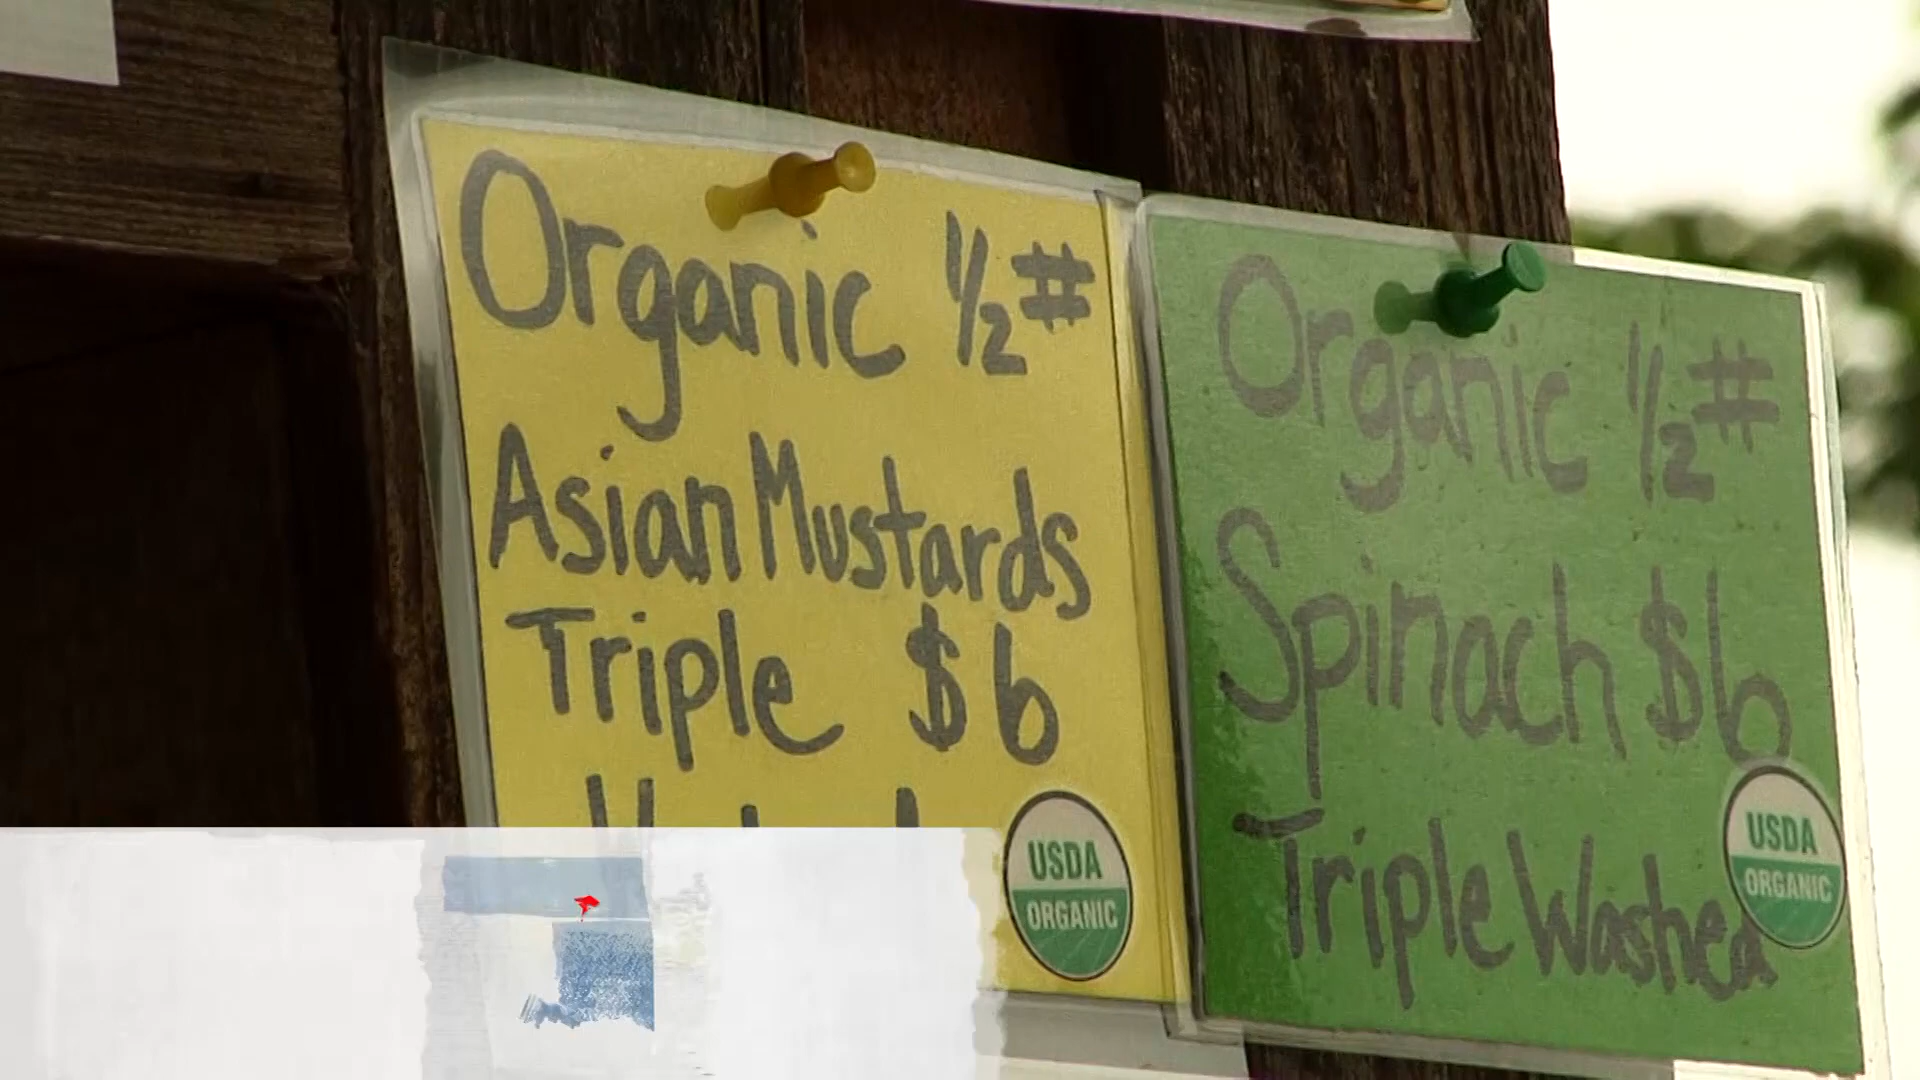 Organic ½#
Asian Mustards
Triple $6
USDA
ORGANIC
Organic ½#
Spinach $6
Triple Washed
USDA
ORGANIC